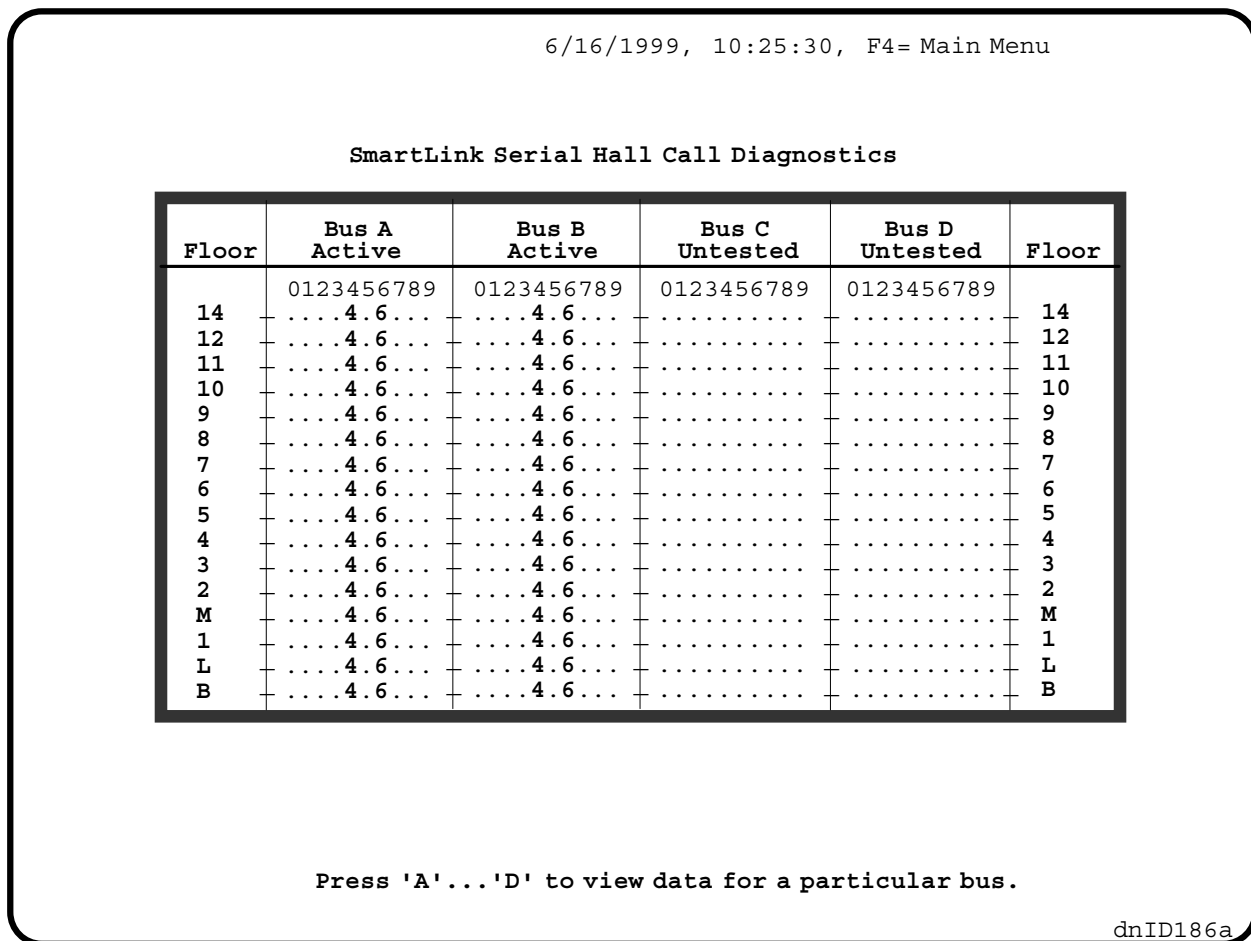 6/16/1999, 10:25:30, F4= Main Menu
SmartLink Serial Hall Call Diagnostics
Bus A Bus B Bus C Bus D
Floor Active Active Untested Untested Floor
0123456789 0123456789 0123456789 0123456789
14 ....4.6... ....4.6... .......... .......... 14
12 ....4.6... ....4.6... .......... .......... 12
11 ....4.6... ....4.6... .......... .......... 11
10 ....4.6... ....4.6... .......... .......... 10
9 ....4.6... ....4.6... .......... .......... 9
8 ....4.6... ....4.6... .......... .......... 8
7 ....4.6... ....4.6... .......... .......... 7
6 ....4.6... ....4.6... .......... .......... 6
5 ....4.6... ....4.6... .......... .......... 5
4 ....4.6... ....4.6... .......... .......... 4
3 ....4.6... ....4.6... .......... .......... 3
2 ....4.6... ....4.6... .......... .......... 2
M ....4.6... ....4.6... .......... .......... M
1 ....4.6... ....4.6... .......... .......... 1
L ....4.6... ....4.6... .......... .......... L
B ....4.6... ....4.6... .......... .......... B
Press 'A'...'D' to view data for a particular bus.
dnID186a